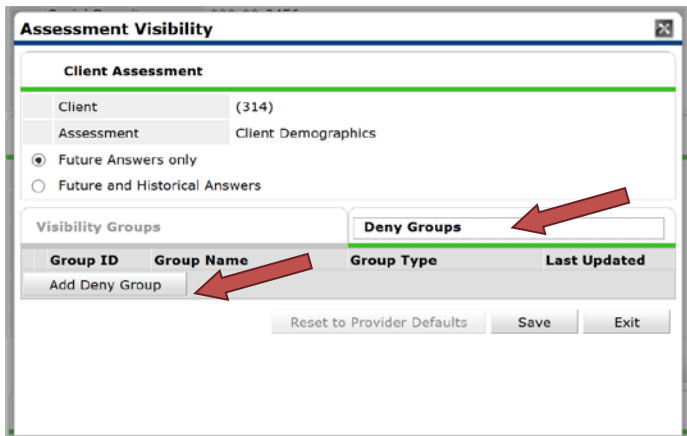 Assessment Visibility
Client Assessment
Client (314)
Assessment Client Demographics
Future Answers only
Future and Historical Answers
Visibility Groups Deny Groups
Group ID Group Name Group Type Last Updated
Add Deny Group
Reset to Provider Defaults Save Exit